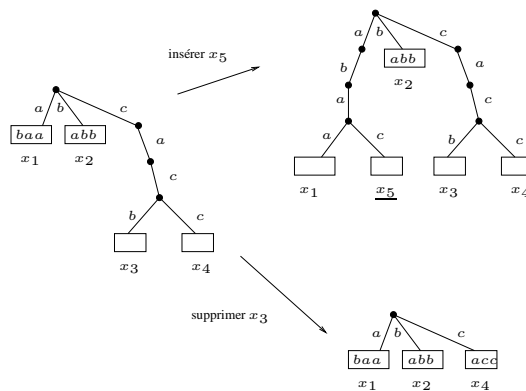 insérer x5
a b c
a
b
a
abb
x2
a
c
a c b c
x1 x5 x3 x4
a b c
baa abb
x1 x2
a
c
b c
x3 x4
supprimer x3
a b c
baa abb acc
x1 x2 x4